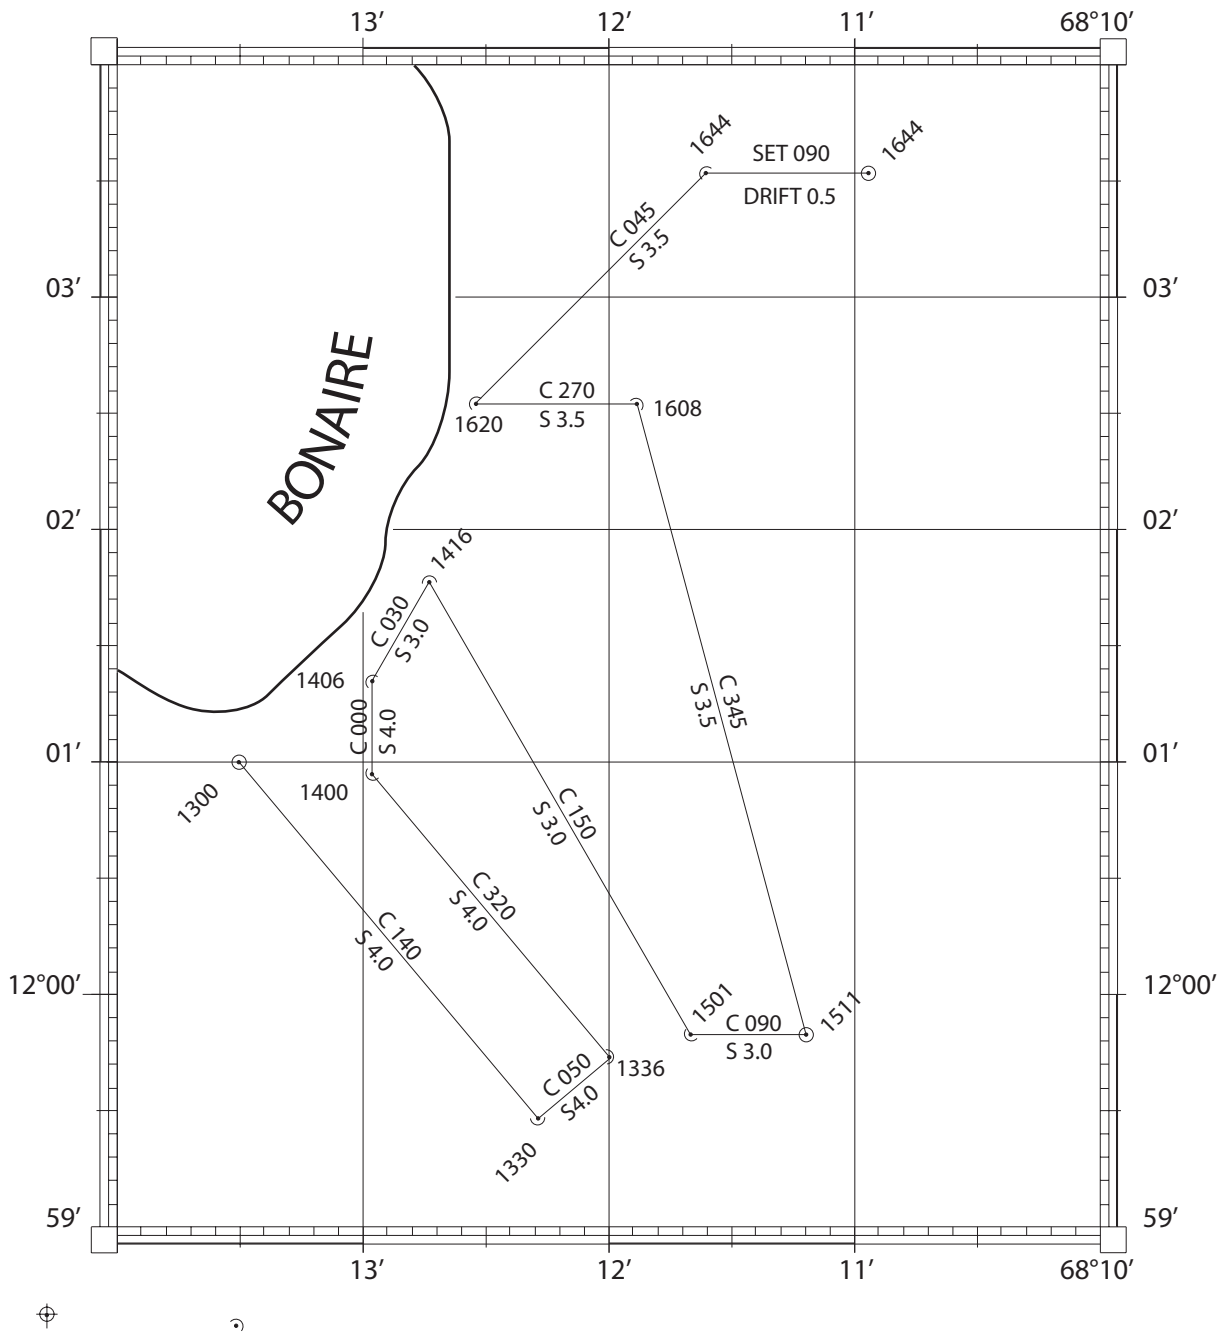 13’ 12’ 11’ 68°10’
1644
SET 090
1644
DRIFT 0.5
C 045
S 3.5
03’ 03’
BONAIRE
C 270
S 3.5
1620
1608
02’ 02’
1416
C 030
S 3.0
1406
C 000
S 4.0
C 345
S 3.5
01’ 01’
1300
1400
C 150
S 3.0
C 320
S 4.0
C 140
S 4.0
12°00’ 12°00’
1501
C 090
S 3.0
1511
C 050
S4.0
1336
1330
59’ 59’
13’ 12’ 11’ 68°10’